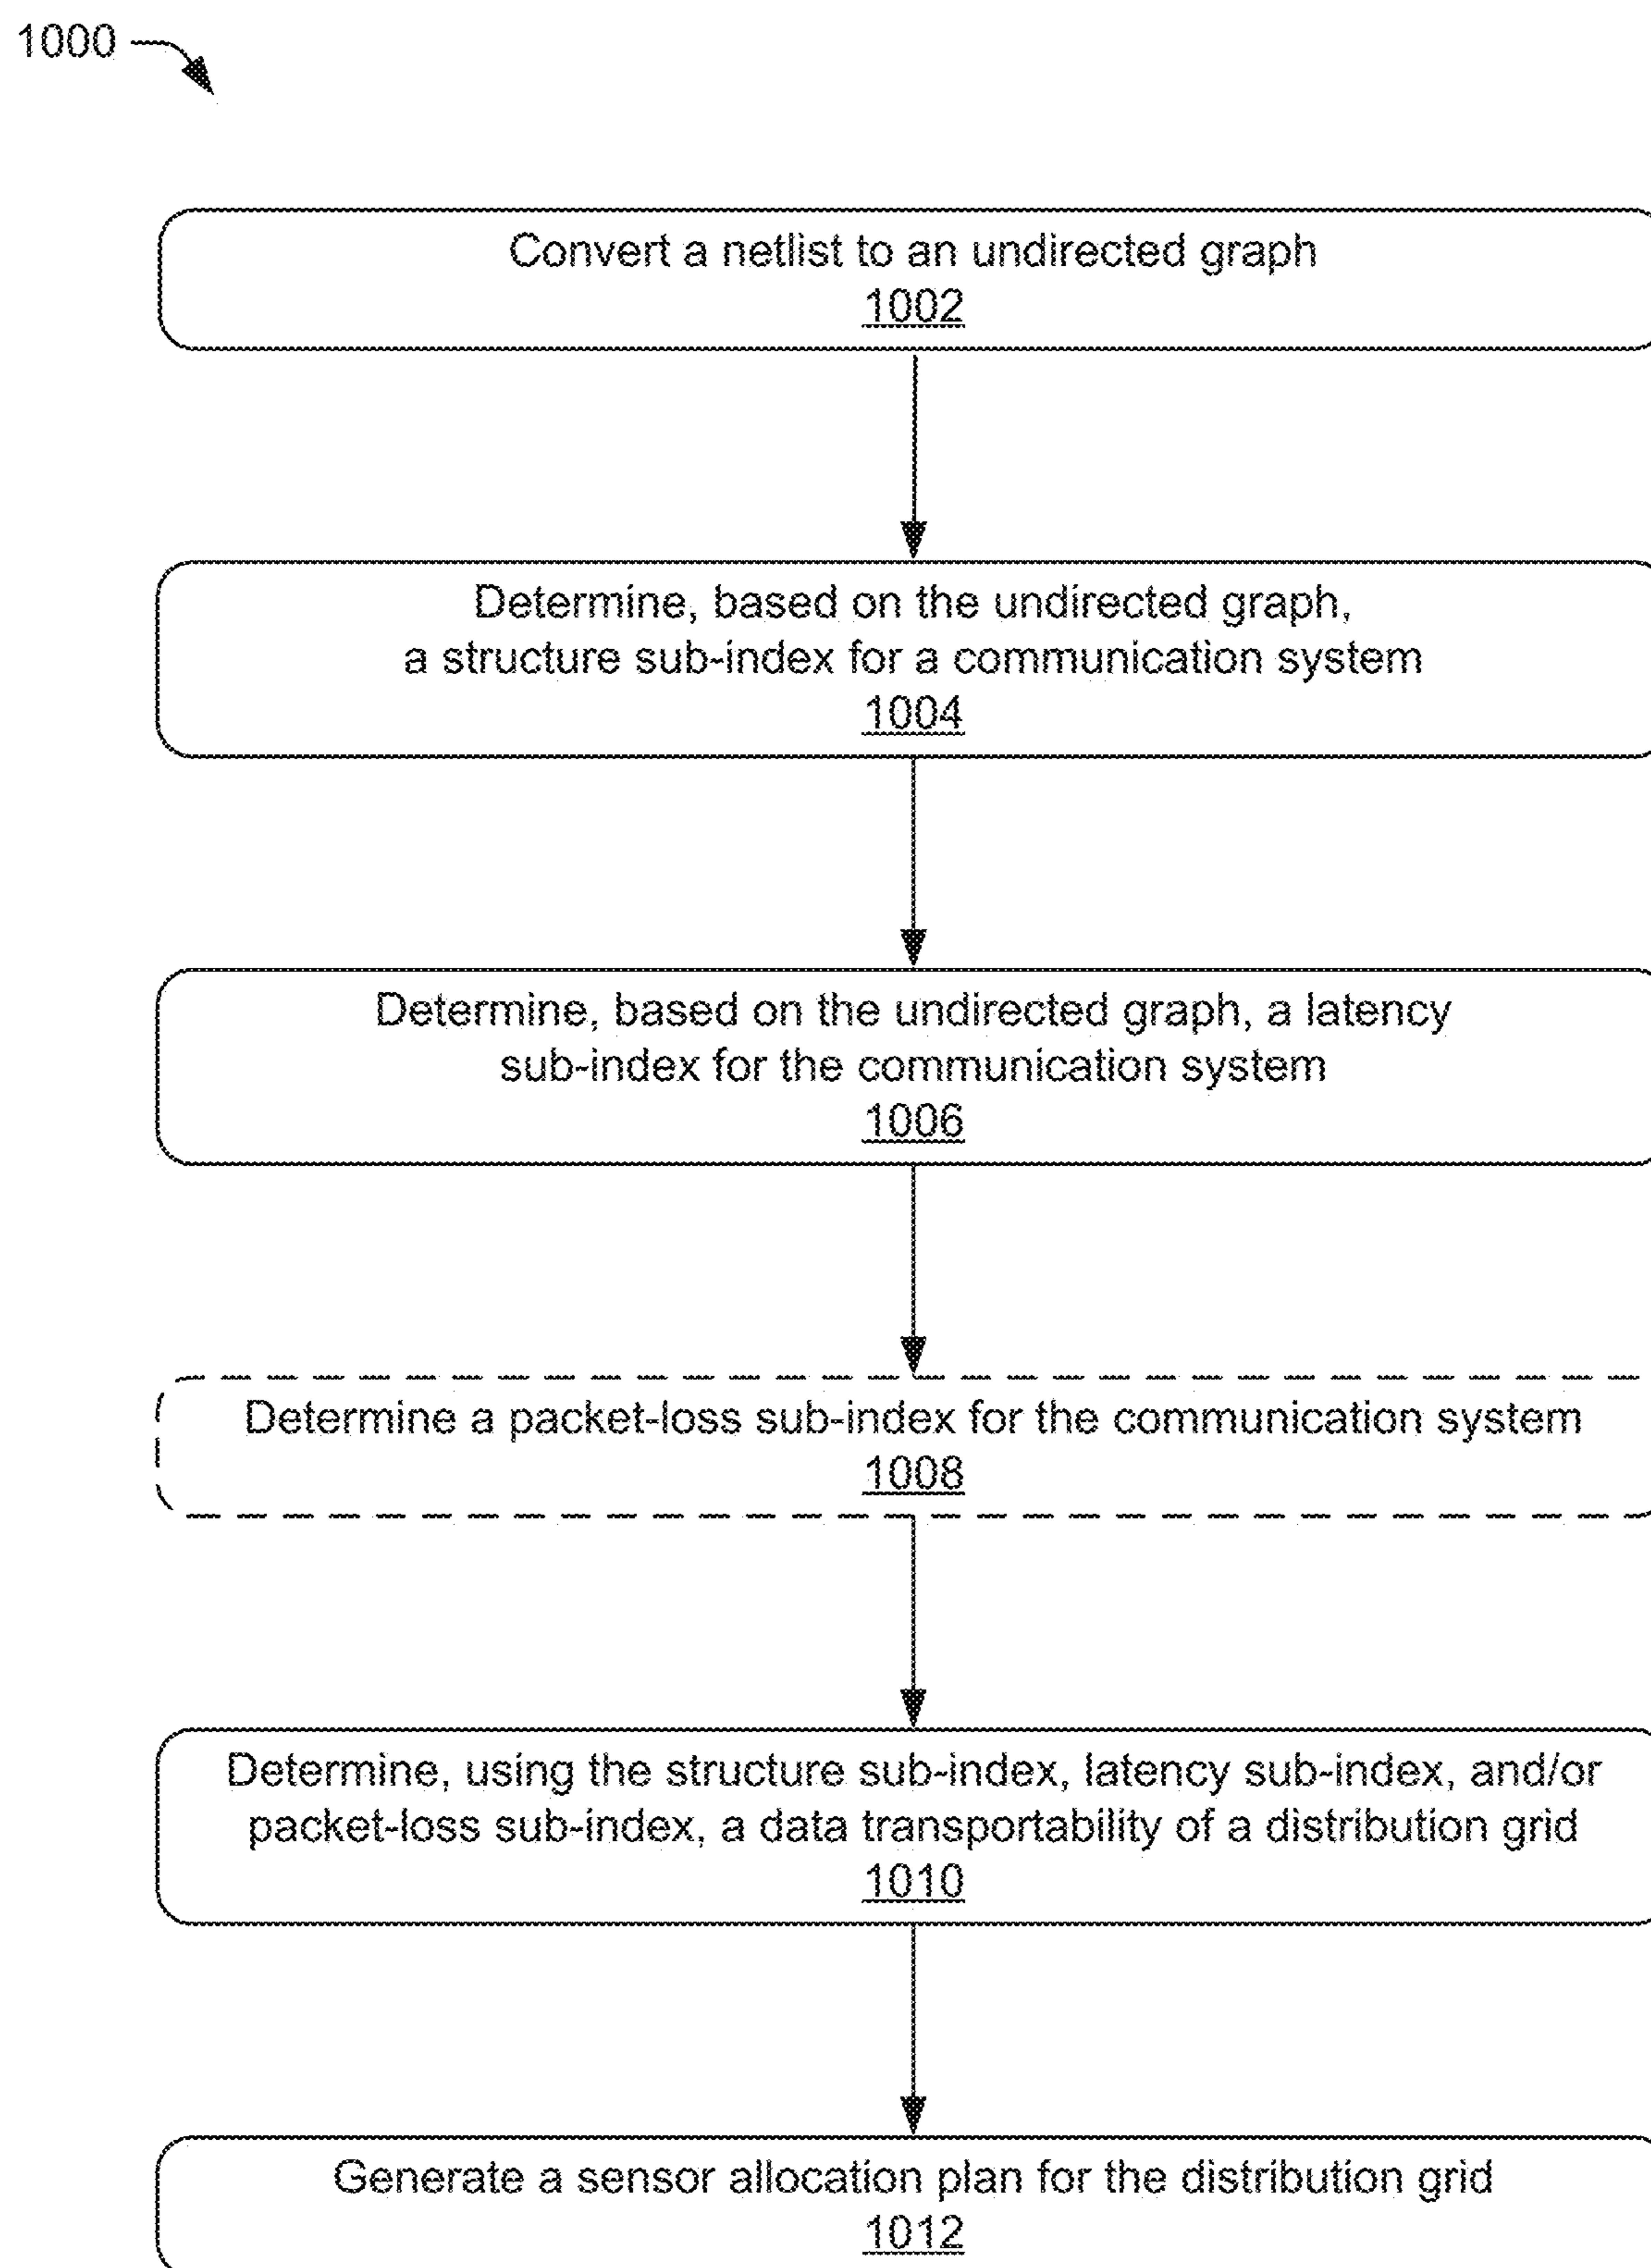 1000
Convert a netlist to an undirected graph
1002
Determine, based on the undirected graph,
a structure sub-index for a communication system
1004
Determine, based on the undirected graph, a latency
sub-index for the communication system
1006
Determine a packet-loss sub-index for the communication system
1008
Determine, using the structure sub-index, latency sub-index, and/or
packet-loss sub-index, a data transportability of a distribution grid
1010
Generate a sensor allocation plan for the distribution grid
1012